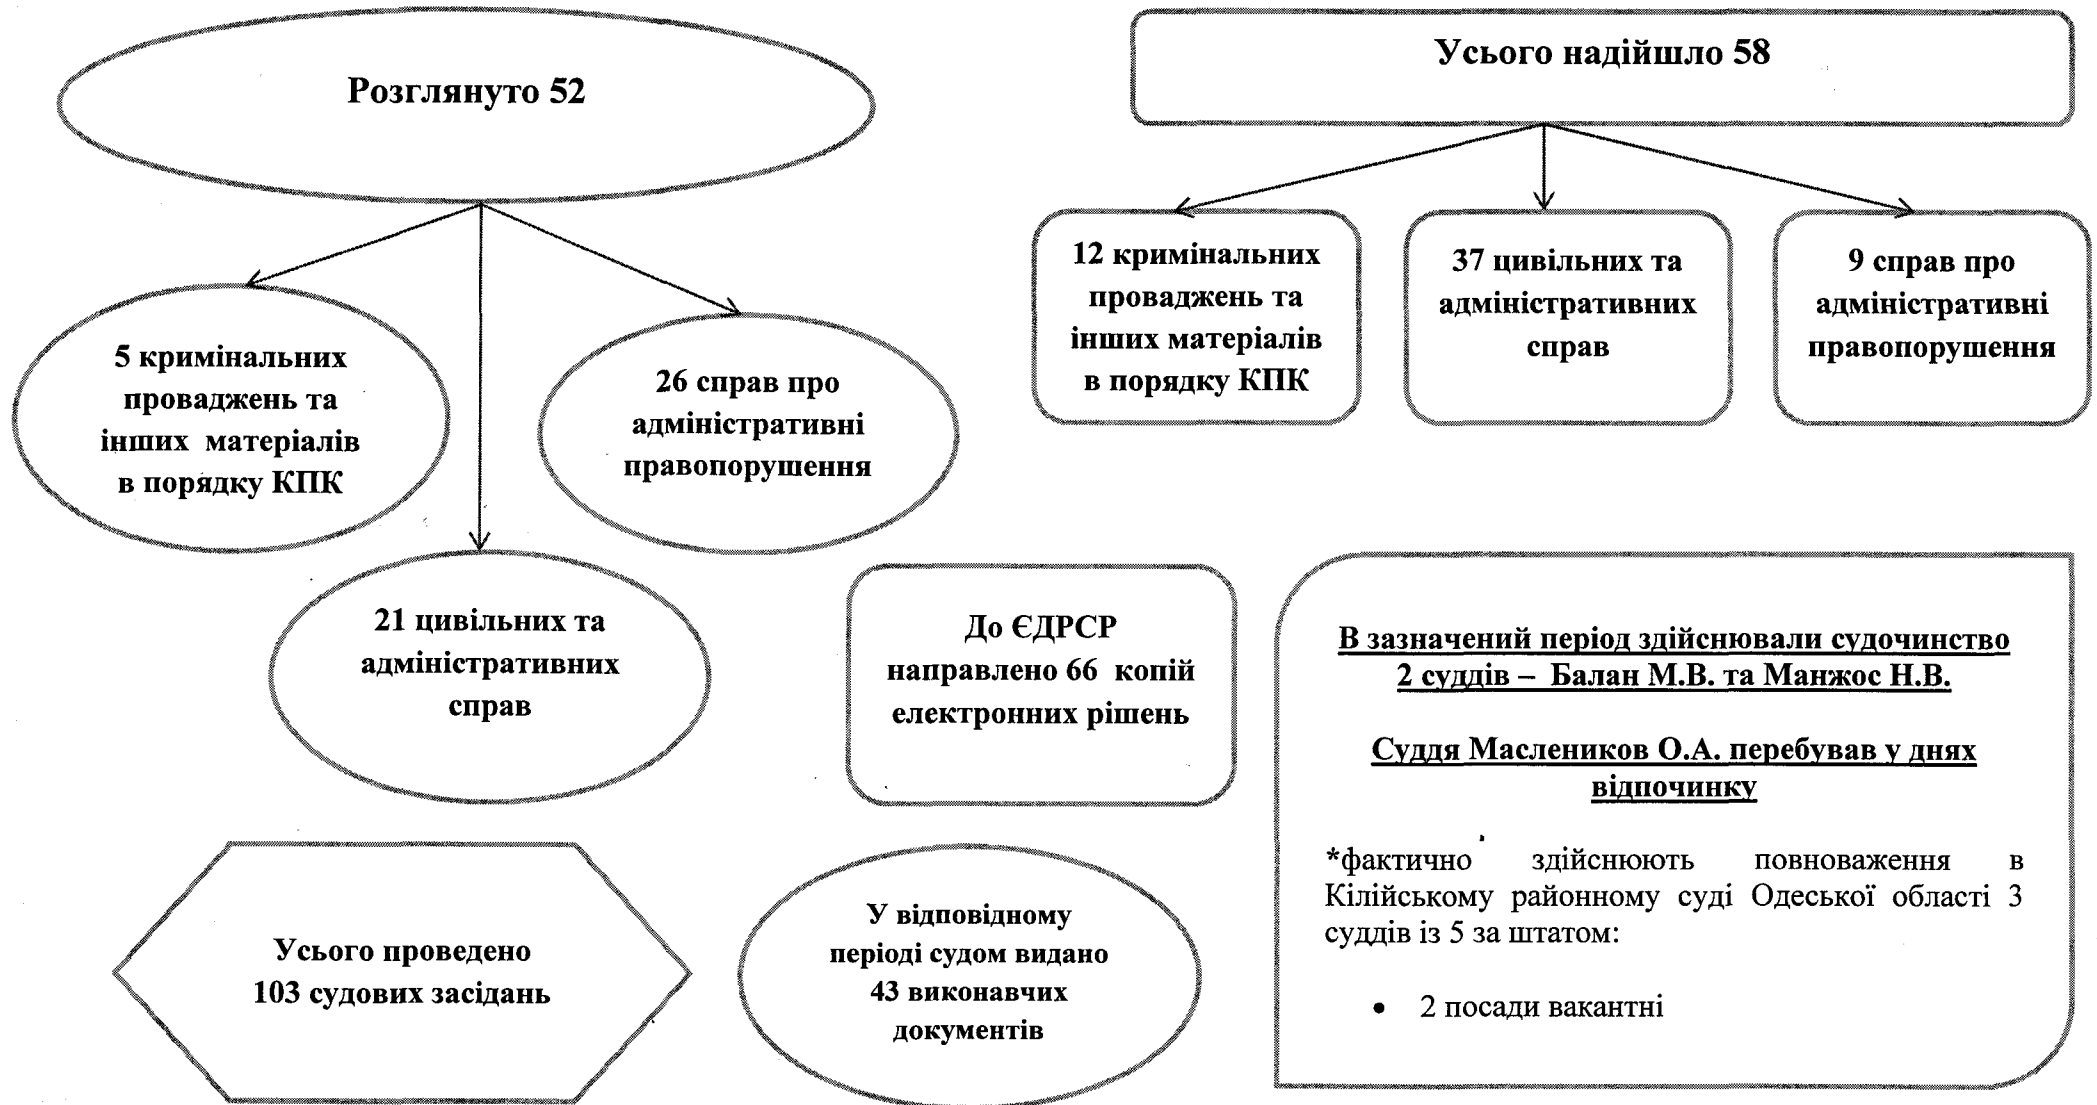 Розглянуто 52
Усього надійшло 58
5 кримінальних
проваджень та
інших матеріалів
в порядку КПК
26 справ про
адміністративні
правопорушення
21 цивільних та
адміністративних
справ
12 кримінальних
проваджень та
інших матеріалів
в порядку КПК
37 цивільних та
адміністративних
справ
9 справ про
адміністративні
правопорушення
До ЄДРСР
направлено 66 копій
електронних рішень
В зазначений період здійснювали судочинство
2 суддів – Балан М.В. та Манжос Н.В.
Суддя Маслеников О.А. перебував у днях
відпочинку
*фактично здійснюють повноваження в
Кілійському районному суді Одеської області 3
суддів із 5 за штатом:
• 2 посади вакантні
Усього проведено
103 судових засідань
У відповідному
періоді судом видано
43 виконавчих
документів